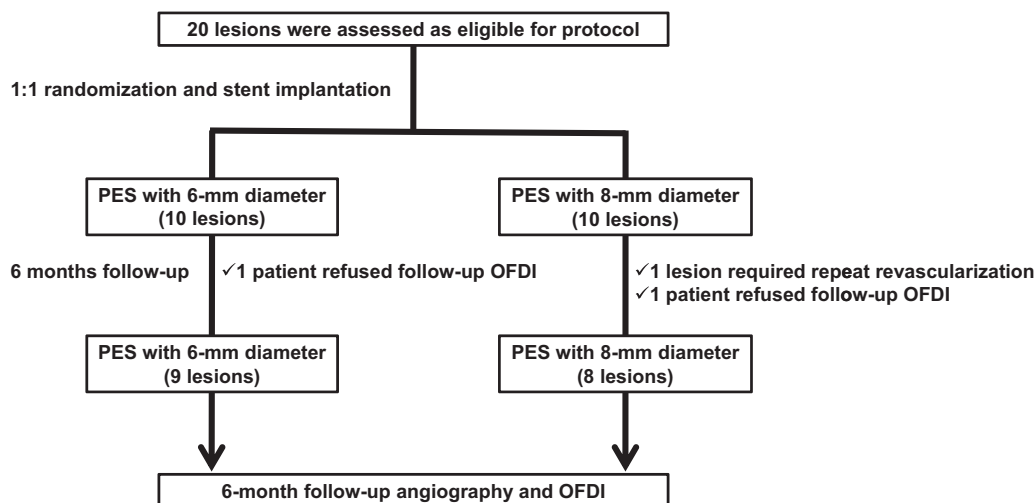 20 lesions were assessed as eligible for protocol
1:1 randomization and stent implantation
PES with 6-mm diameter
(10 lesions)
PES with 8-mm diameter
(10 lesions)
6 months follow-up
✓1 patient refused follow-up OFDI
✓1 lesion required repeat revascularization
✓1 patient refused follow-up OFDI
PES with 6-mm diameter
(9 lesions)
PES with 8-mm diameter
(8 lesions)
6-month follow-up angiography and OFDI